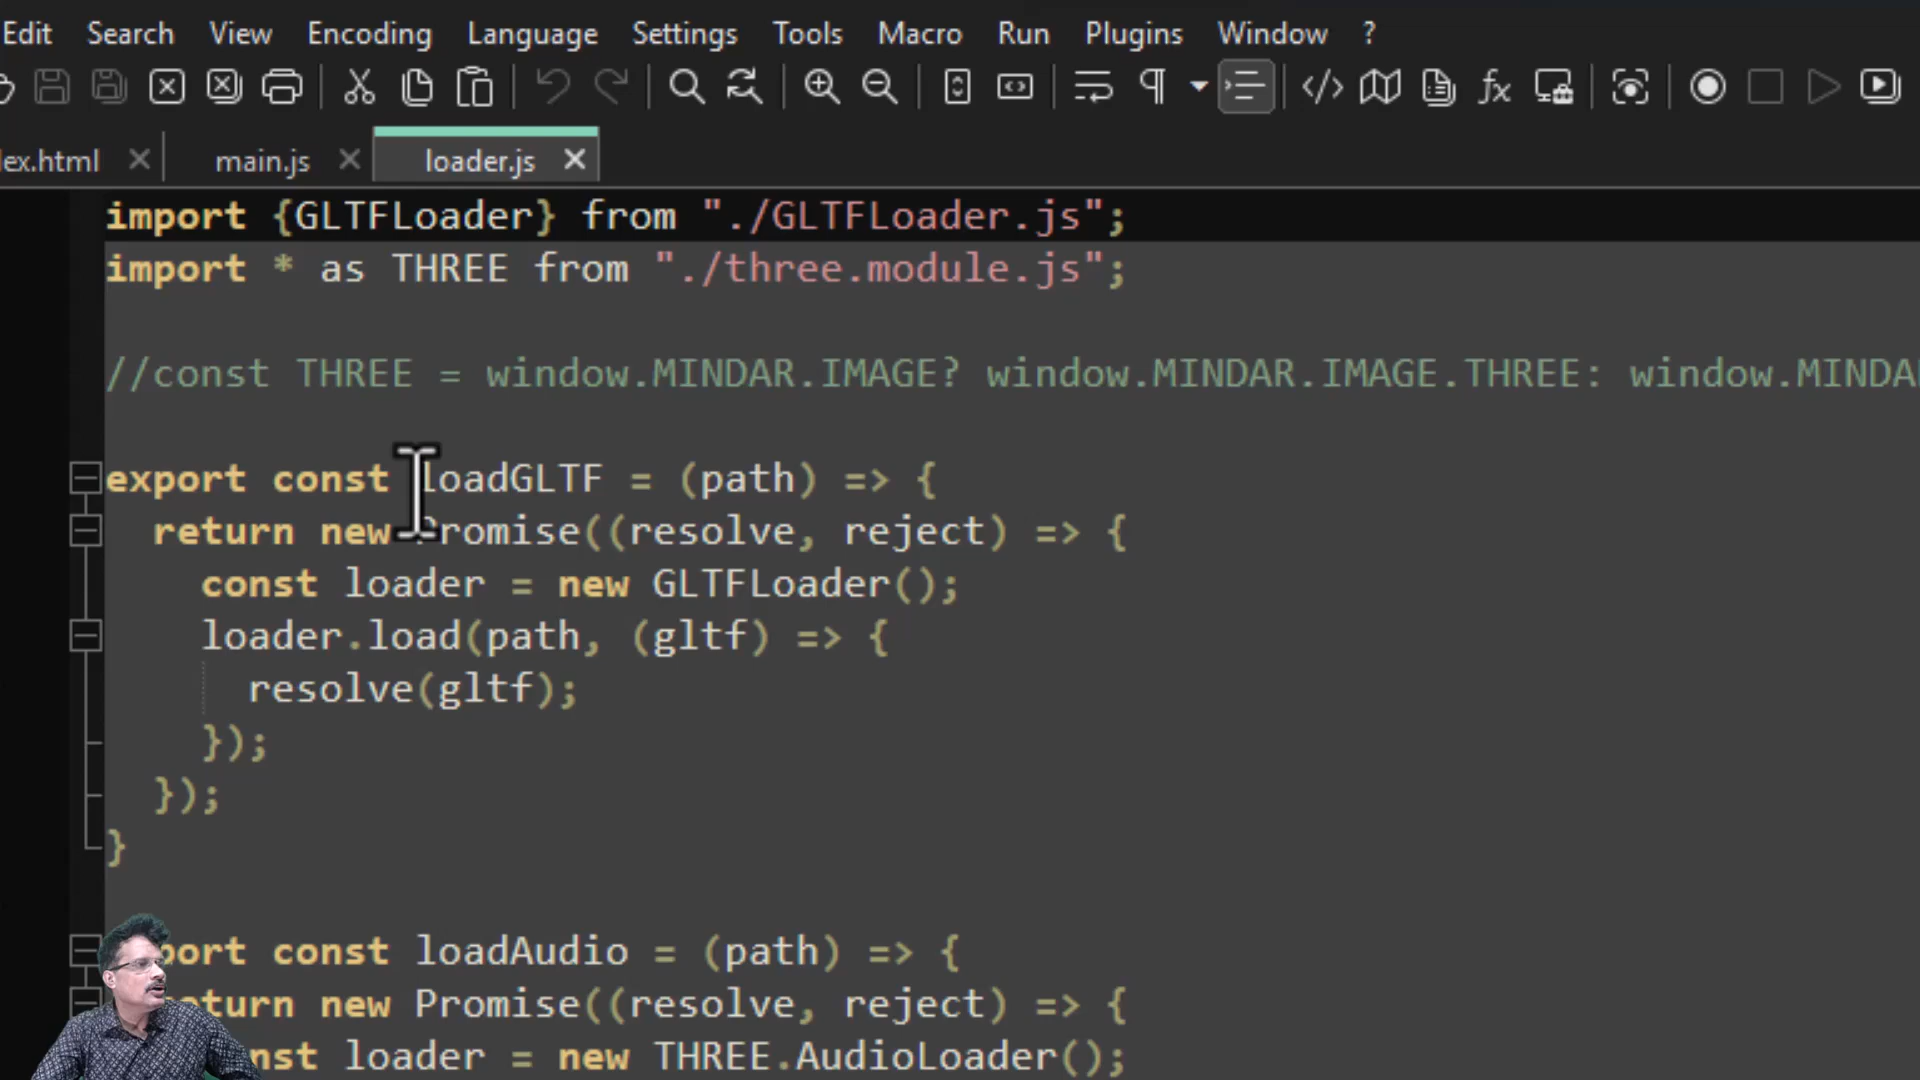 Edit Search View Encoding Language Settings Tools Macro Run Plugins Window ?
ex.html main.js loader.js
import {GLTFLoader} from "./GLTFLoader.js";
import * as THREE from "./three.module.js";
//const THREE = window.MINDAR.IMAGE? window.MINDAR.IMAGE.THREE: window.MINDA
export const loadGLTF = (path) => {
return new Promise((resolve, reject) => {
const loader = new GLTFLoader();
loader.load(path, (gltf) => {
resolve(gltf);
});
});
}
port const loadAudio = (path) => {
eturn new Promise((resolve, reject) => {
nst loader = new THREE.AudioLoader();